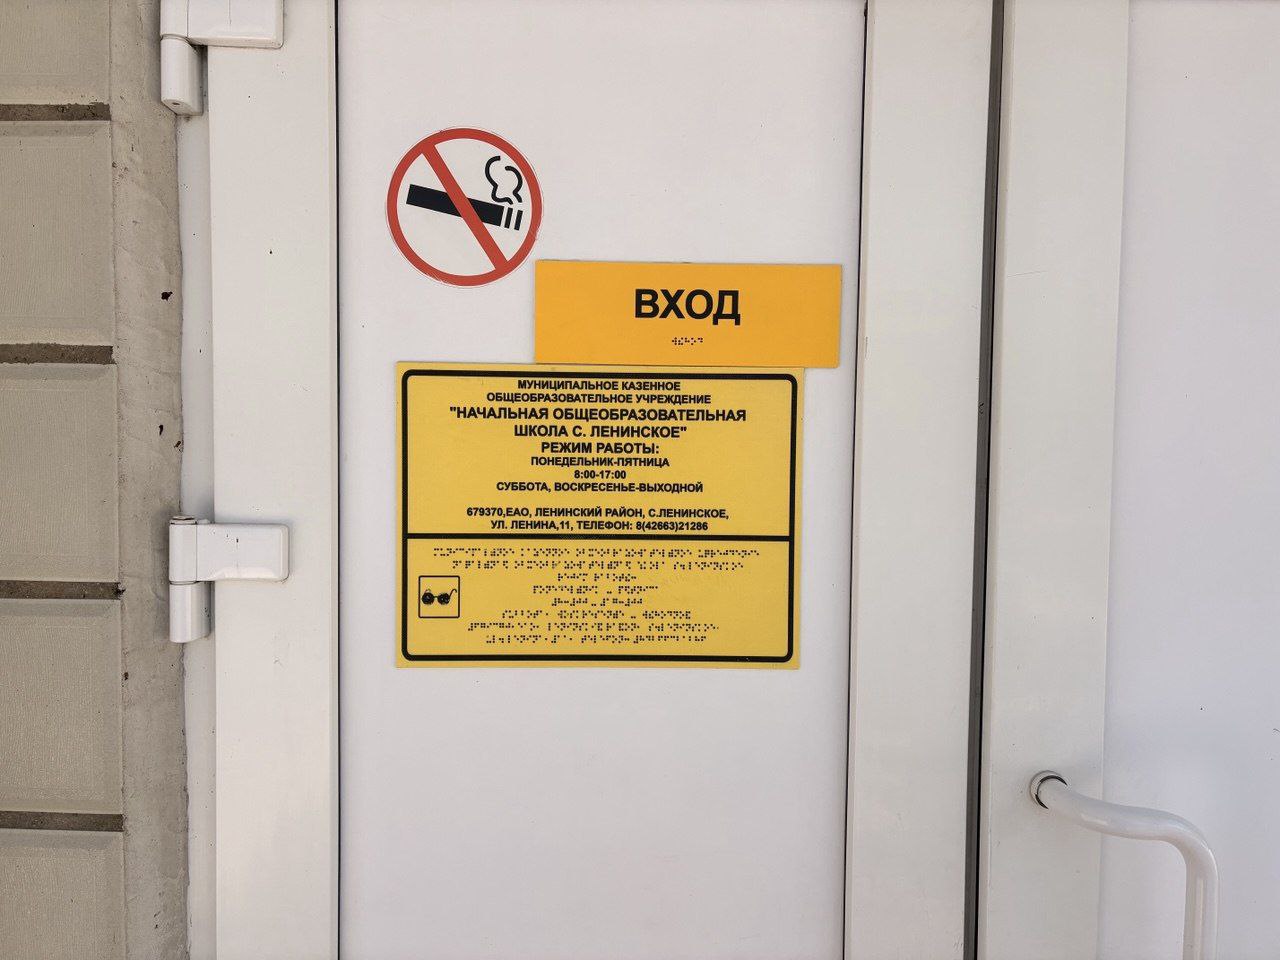 ВХОД
МУНИЦИПАЛЬНОЕ КАЗЕННОЕ
ОБЩЕОБРАЗОВАТЕЛЬНОЕ УЧРЕЖДЕНИЕ
"НАЧАЛЬНАЯ ОБЩЕОБРАЗОВАТЕЛЬНАЯ
ШКОЛА С. ЛЕНИНСКОЕ"
РЕЖИМ РАБОТЫ:
ПОНЕДЕЛЬНИК-ПЯТНИЦА
8:00-17:00
СУББОТА, ВОСКРЕСЕНЬЕ-ВЫХОДНОЙ
679370,ЕАО, ЛЕНИНСКИЙ РАЙОН, С.ЛЕНИНСКОЕ,
УЛ. ЛЕНИНА,11, ТЕЛЕФОН: 8(42663)21286